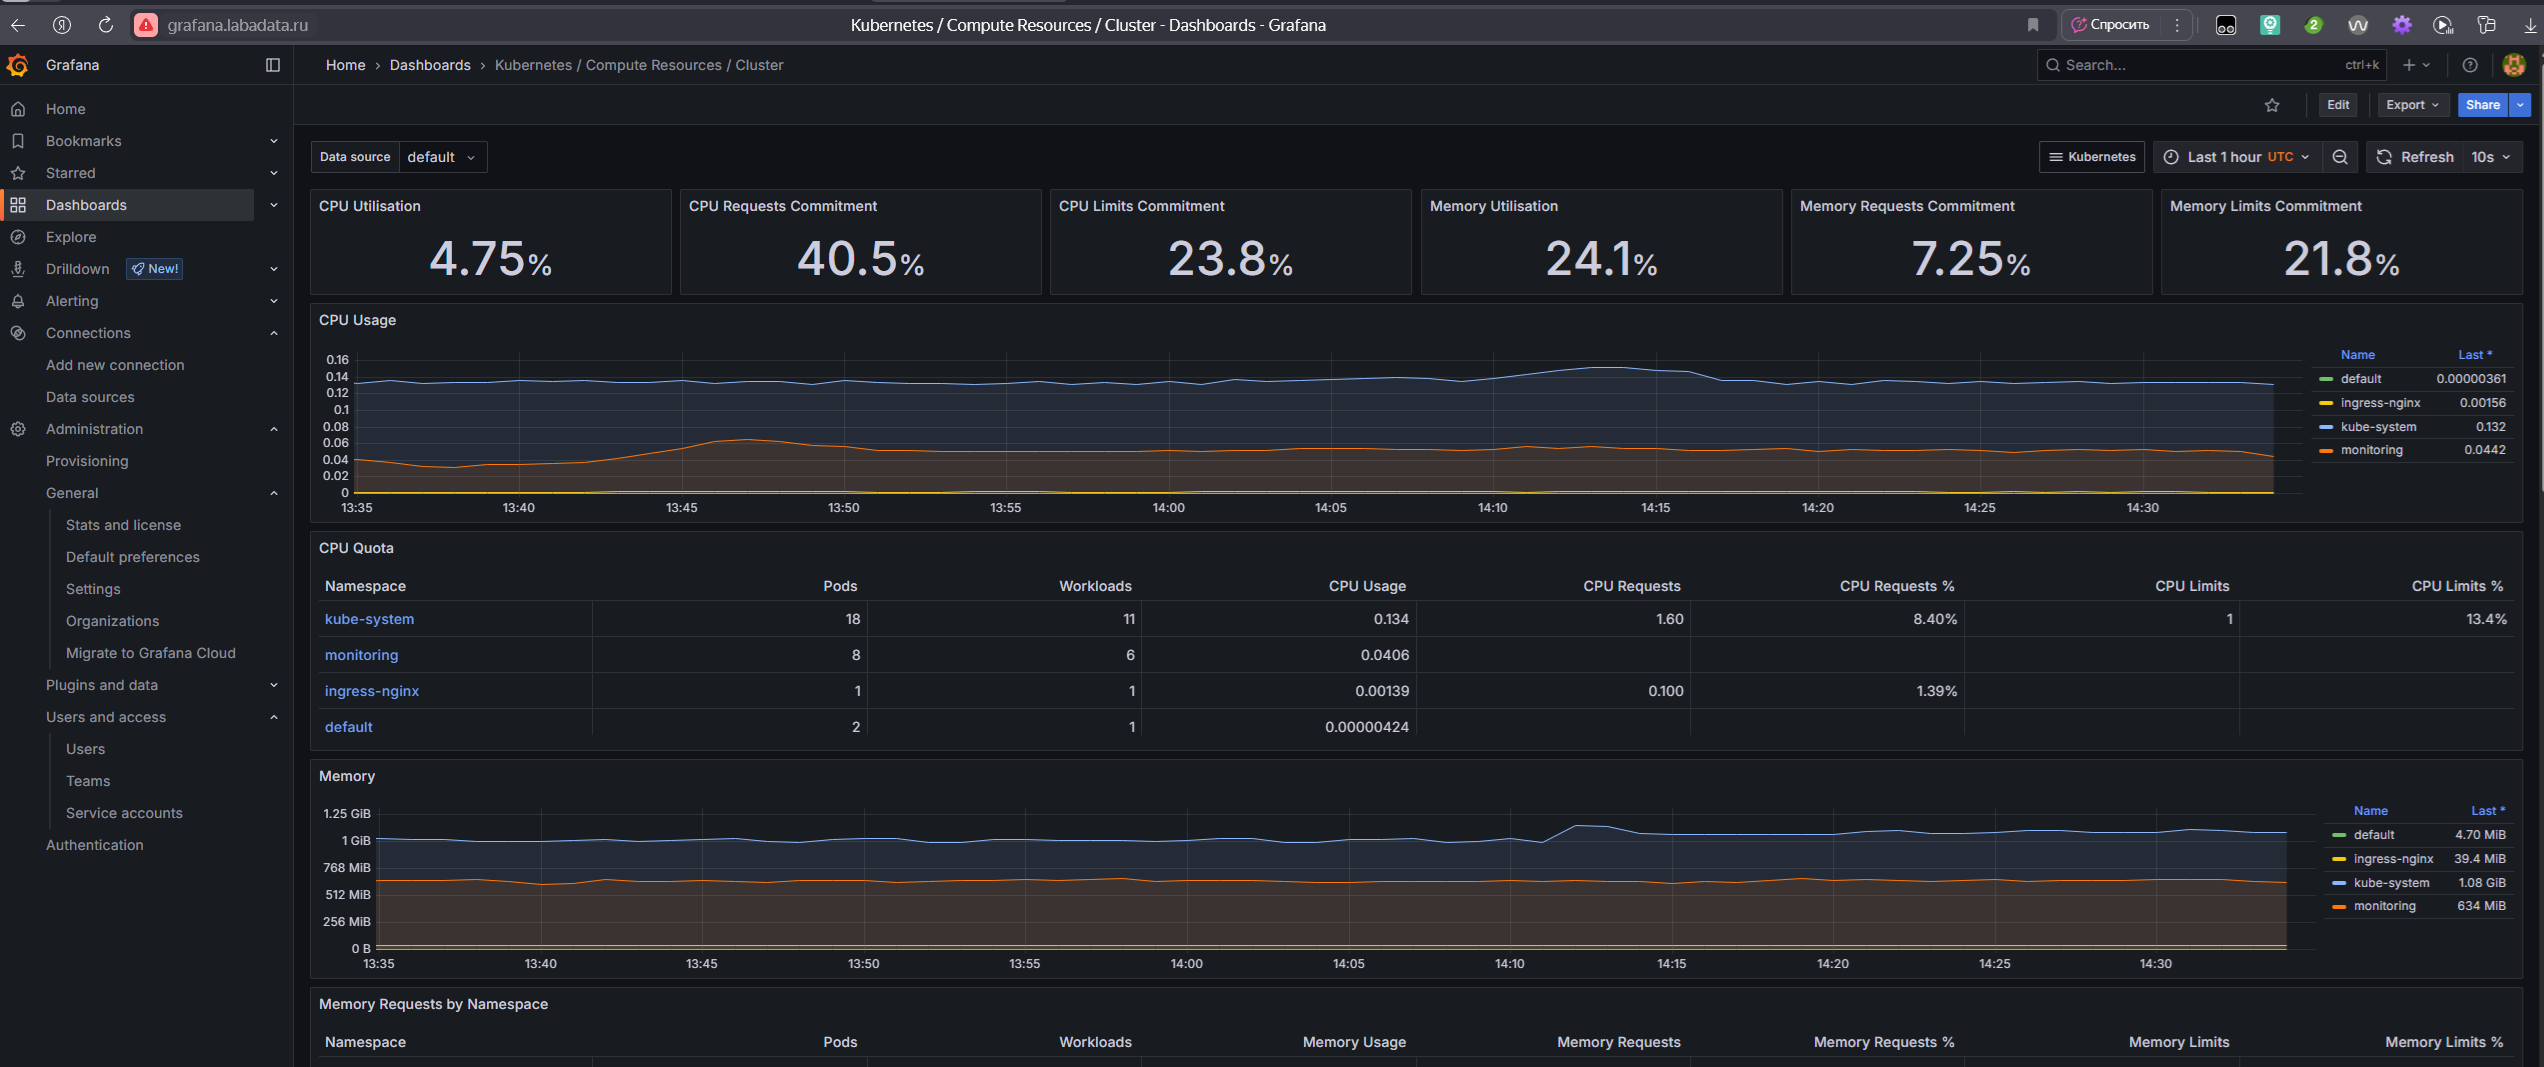 grafana.labadata.ru
Kubernetes / Compute Resources / Cluster - Dashboards - Grafana
Спросить
2
Grafana
Home › Dashboards › Kubernetes / Compute Resources / Cluster
Search...
ctrl+k
Home
Bookmarks
Starred
Dashboards
Explore
Drilldown
New!
Alerting
Connections
Add new connection
Data sources
Administration
Provisioning
General
Stats and license
Default preferences
Settings
Organizations
Migrate to Grafana Cloud
Plugins and data
Users and access
Users
Teams
Service accounts
Authentication
Edit
Export
Share
Data source
default
Kubernetes
Last 1 hour UTC
Refresh
10s
CPU Utilisation
4.75%
CPU Requests Commitment
40.5%
CPU Limits Commitment
23.8%
Memory Utilisation
24.1%
Memory Requests Commitment
7.25%
Memory Limits Commitment
21.8%
CPU Usage
0.16
0.14
0.12
0.1
0.08
0.06
0.04
0.02
0
13:35 13:40 13:45 13:50 13:55 14:00 14:05 14:10 14:15 14:20 14:25 14:30
Name Last *
default 0.00000361
ingress-nginx 0.00156
kube-system 0.132
monitoring 0.0442
CPU Quota
Namespace Pods Workloads CPU Usage CPU Requests CPU Requests % CPU Limits CPU Limits %
kube-system 18 11 0.134 1.60 8.40% 1 13.4%
monitoring 8 6 0.0406
ingress-nginx 1 1 0.00139 0.100 1.39%
default 2 1 0.00000424
Memory
1.25 GiB
1 GiB
768 MiB
512 MiB
256 MiB
0 B
13:35 13:40 13:45 13:50 13:55 14:00 14:05 14:10 14:15 14:20 14:25 14:30
Name Last *
default 4.70 MiB
ingress-nginx 39.4 MiB
kube-system 1.08 GiB
monitoring 634 MiB
Memory Requests by Namespace
Namespace Pods Workloads Memory Usage Memory Requests Memory Requests % Memory Limits Memory Limits %